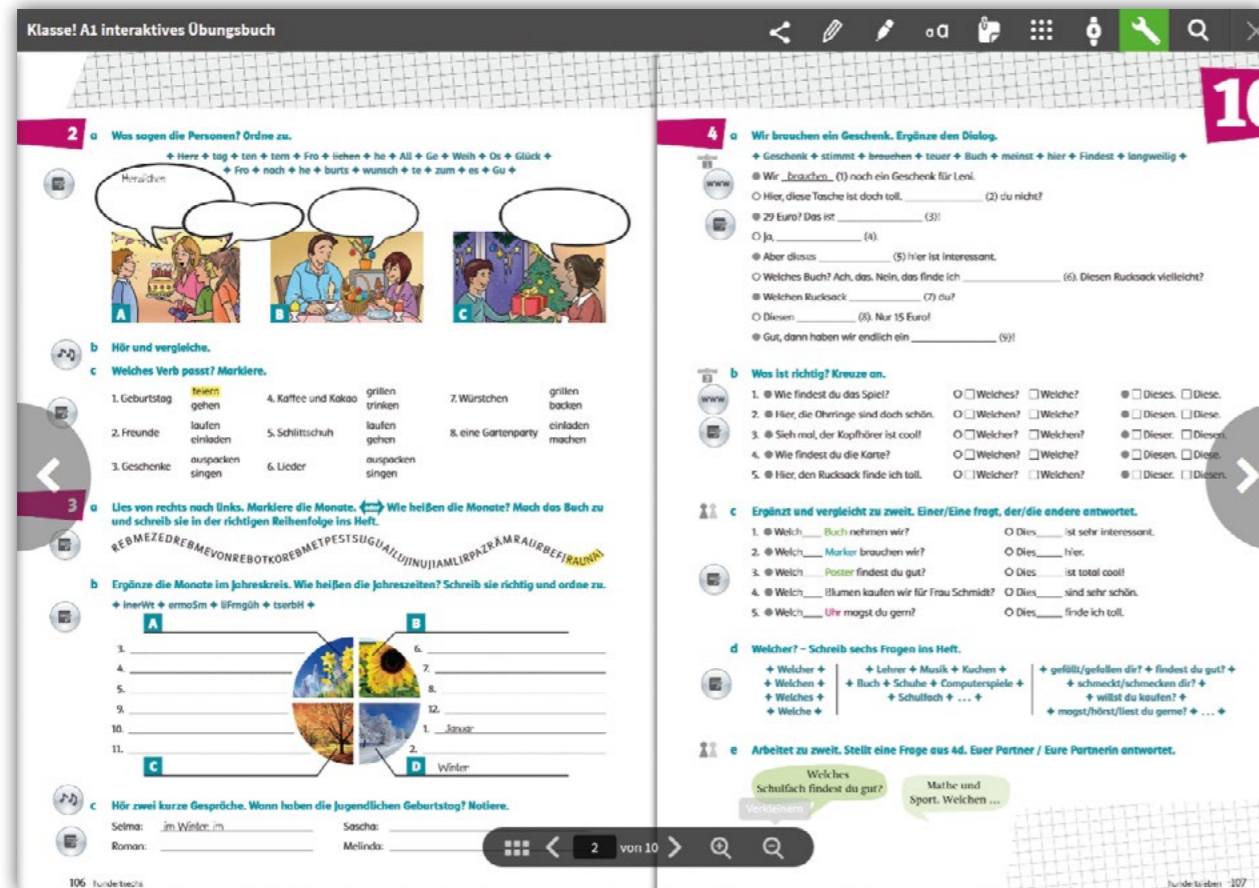 Klasse! A1 interaktives Übungsbuch
aa
10
2 a Was sagen die Personen? Ordne zu.
+ Herz + tag + ten + tern + Fro + lichen + he + All + Ge + Weih + Os + Glück +
+ Fro + nach + he + burts + wunsch + te + zum + es + Gu +
Herzlichen
A
B
C
b Hör und vergleiche.
c Welches Verb passt? Markiere.
1. Geburtstag feiern gehen
4. Kaffee und Kakao grillen trinken
7. Würstchen grillen backen
2. Freunde laufen einladen
5. Schlittschuh laufen gehen
8. eine Gartenparty einladen machen
3. Geschenke auspacken singen
6. Lieder auspacken singen
3 a Lies von rechts nach links. Markiere die Monate. oder Wie heißen die Monate? Mach das Buch zu
und schreib sie in der richtigen Reihenfolge ins Heft.
b Ergänze die Monate im Jahreskreis. Wie heißen die Jahreszeiten? Schreib sie richtig und ordne zu.
+ inerWt + ermoSm + liFrngüh + tserbH +
A
B
3.
6.
4.
7.
5.
8.
9.
12.
10.
1. Januar
11.
2.
C
D Winter
c Hör zwei kurze Gespräche. Wann haben die Jugendlichen Geburtstag? Notiere.
Selma: im Winter, im
Sascha:
Roman:
Melinda:
106 hundertsechs
4 a Wir brauchen ein Geschenk. Ergänze den Dialog.
online
www
+ Geschenk + stimmt + brauchen + teuer + Buch + meinst + hier + Findest + langweilig +
Wir brauchen (1) noch ein Geschenk für Leni.
Hier, diese Tasche ist doch toll. (2) du nicht?
29 Euro? Das ist (3)!
Ja, (4).
Aber dieses (5) hier ist interessant.
Welches Buch? Ach, das. Nein, das finde ich (6). Diesen Rucksack vielleicht?
Welchen Rucksack (7) du?
Diesen (8). Nur 15 Euro!
Gut, dann haben wir endlich ein (9)!
online
www
b Was ist richtig? Kreuze an.
1. Wie findest du das Spiel? Welches? Welche? Dieses. Diese.
2. Hier, die Ohrringe sind doch schön. Welchen? Welche? Diesen. Diese.
3. Sieh mal, der Kopfhörer ist cool! Welcher? Welchen? Dieser. Diesen.
4. Wie findest du die Karte? Welchen? Welche? Diesen. Diese.
5. Hier, den Rucksack finde ich toll. Welcher? Welchen? Dieser. Diesen.
c Ergänzt und vergleicht zu zweit. Einer/Eine fragt, der/die andere antwortet.
1. Welch____ Buch nehmen wir? Dies____ ist sehr interessant.
2. Welch____ Marker brauchen wir? Dies____ hier.
3. Welch____ Poster findest du gut? Dies____ ist total cool!
4. Welch____ Blumen kaufen wir für Frau Schmidt? Dies____ sind sehr schön.
5. Welch____ Uhr magst du gern? Dies____ finde ich toll.
d Welcher? – Schreib sechs Fragen ins Heft.
+ Welcher + + Lehrer + Musik + Kuchen + + gefällt/gefallen dir? + findest du gut? +
+ Welchen + + Buch + Schuhe + Computerspiele + + schmeckt/schmecken dir? +
+ Welches + + Schulfach + ... + + willst du kaufen? +
+ Welche + + magst/hörst/liest du gerne? + ... +
e Arbeitet zu zweit. Stellt eine Frage aus 4d. Euer Partner / Eure Partnerin antwortet.
Welches
Schulfach findest du gut?
Mathe und
Sport. Welchen ...
Verkleinern
2 von 10
hundertsieben 107